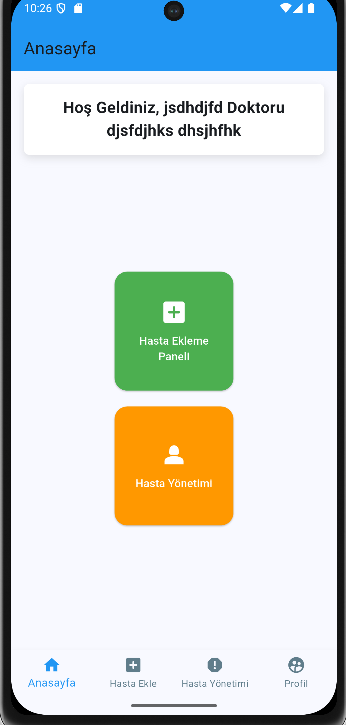 10:26
Anasayfa
Hoş Geldiniz, jsdhdjfd Doktoru
djsfdjhks dhsjhfhk
Hasta Ekleme
Paneli
Hasta Yönetimi
Anasayfa
Hasta Ekle
Hasta Yönetimi
Profil